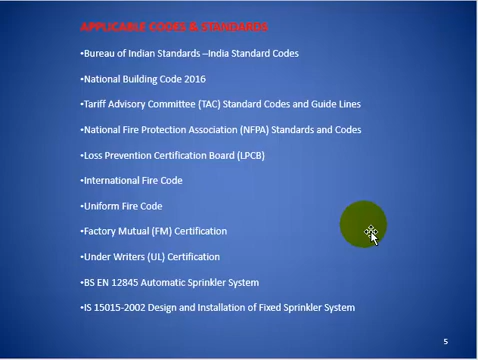 APPLICABLE CODES & STANDARDS
•Bureau of Indian Standards –India Standard Codes
•National Building Code 2016
•Tariff Advisory Committee (TAC) Standard Codes and Guide Lines
•National Fire Protection Association (NFPA) Standards and Codes
•Loss Prevention Certification Board (LPCB)
•International Fire Code
•Uniform Fire Code
•Factory Mutual (FM) Certification
•Under Writers (UL) Certification
•BS EN 12845 Automatic Sprinkler System
•IS 15015-2002 Design and Installation of Fixed Sprinkler System
5